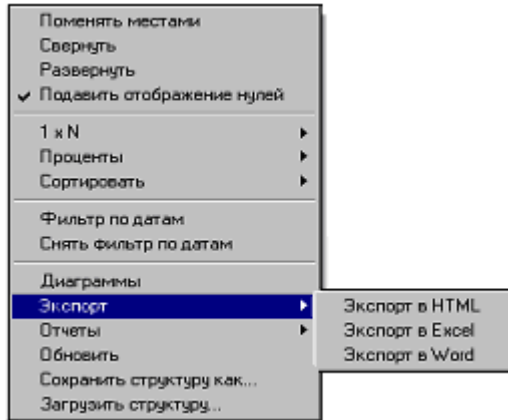 Поменять местами
Свернуть
Развернуть
Подавить отображение нулей
1 x N
Проценты
Сортировать
Фильтр по датам
Снять фильтр по датам
Диаграммы
Экспорт
Экспорт в HTML
Отчеты
Экспорт в Excel
Обновить
Экспорт в Word
Сохранить структуру как...
Загрузить структуру...